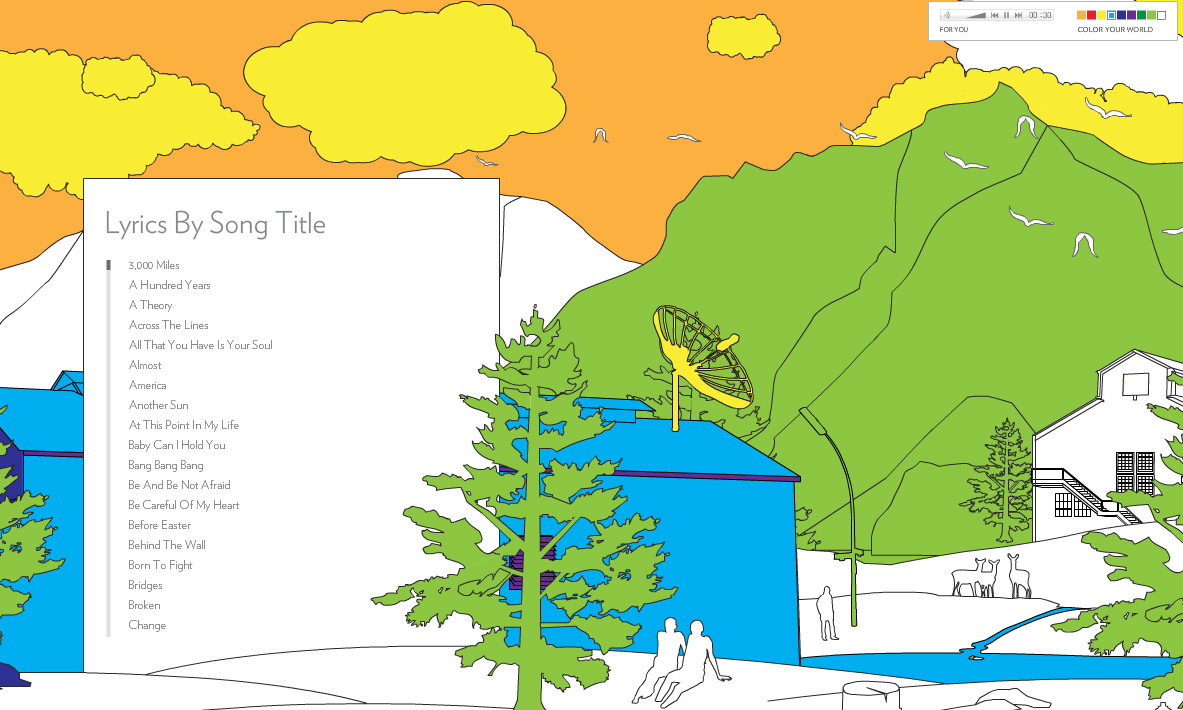 00 :30
FOR YOU
COLOR YOUR WORLD
Lyrics By Song Title
3,000 Miles
A Hundred Years
A Theory
Across The Lines
All That You Have Is Your Soul
Almost
America
Another Sun
At This Point In My Life
Baby Can I Hold You
Bang Bang Bang
Be And Be Not Afraid
Be Careful Of My Heart
Before Easter
Behind The Wall
Born To Fight
Bridges
Broken
Change